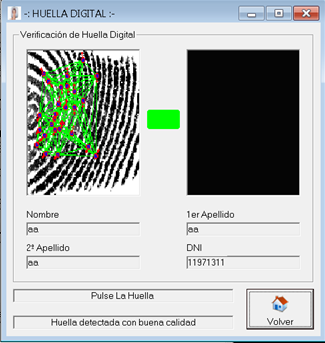 -: HUELLA DIGITAL :-
Verificación de Huella Digital
Nombre
aa
1er Apellido
aa
2º Apellido
aa
DNI
11971311
Pulse La Huella
Huella detectada con buena calidad
Volver